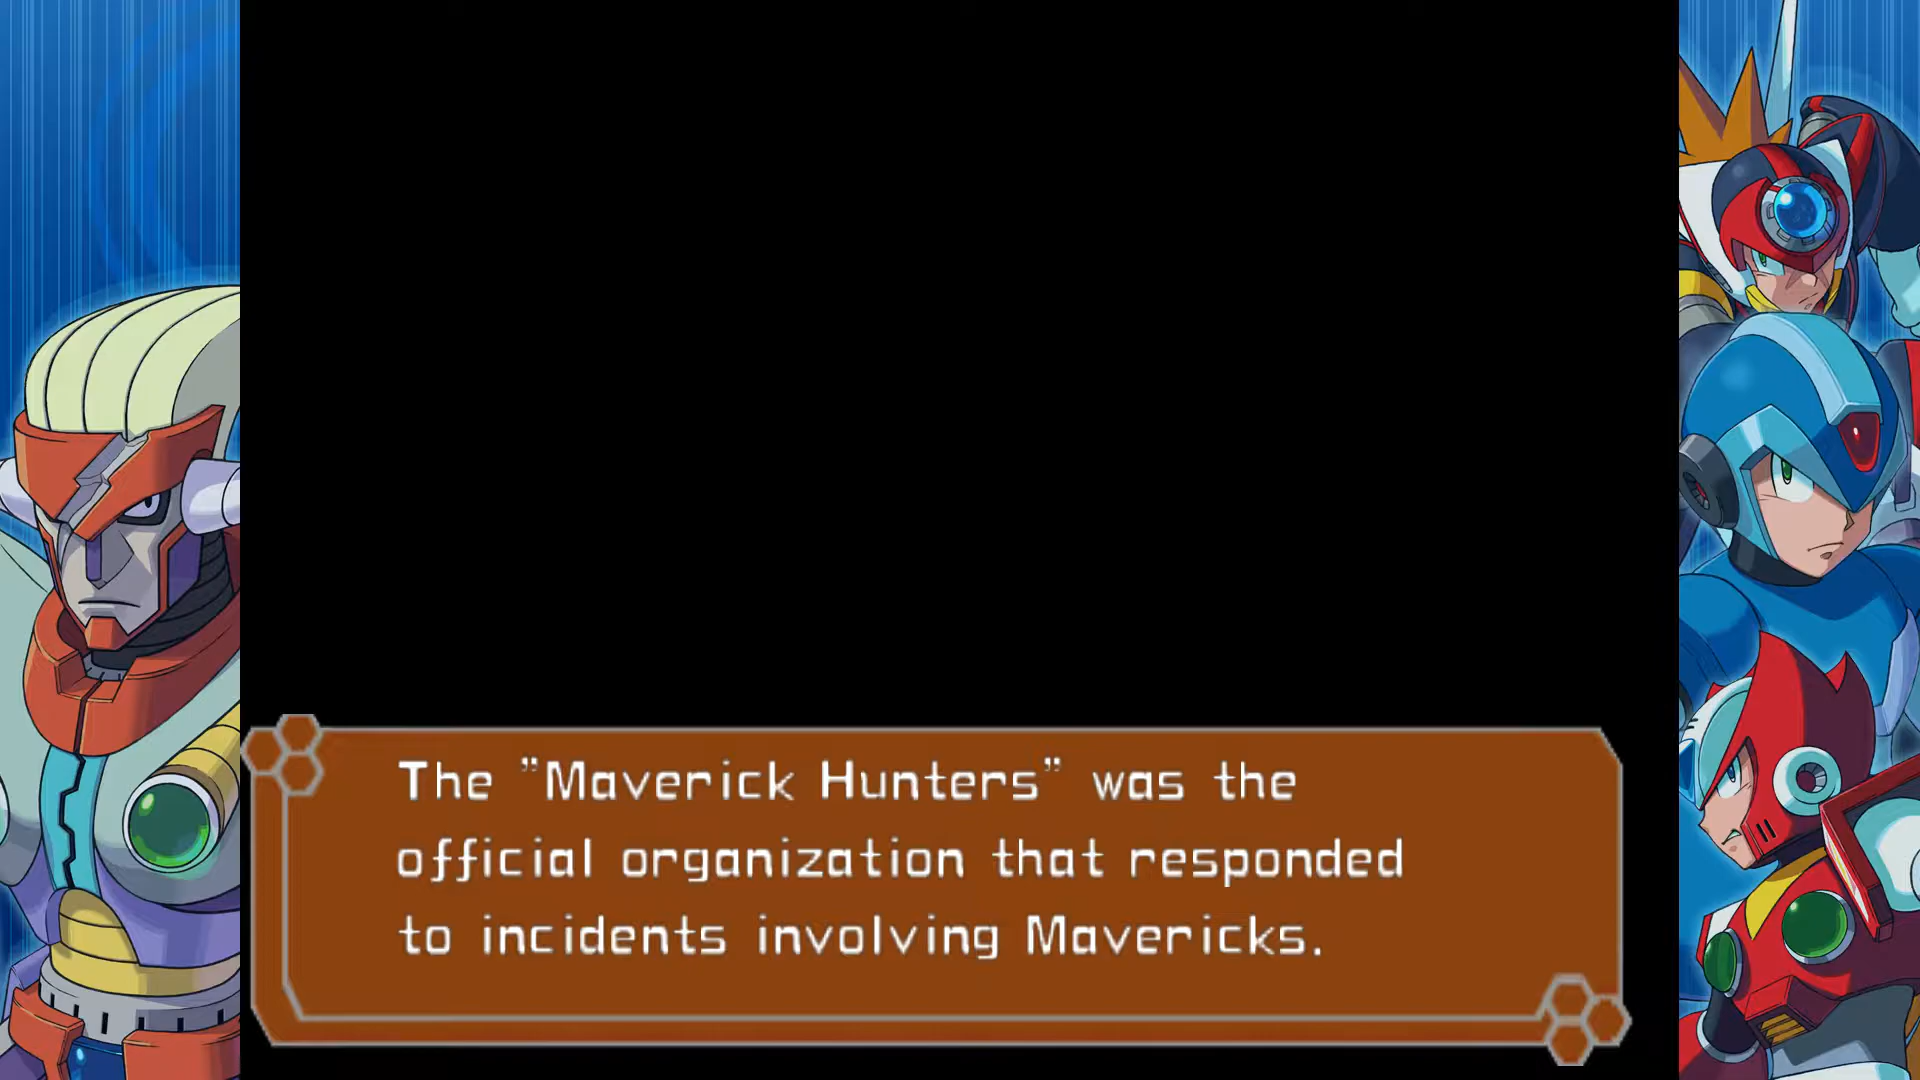 The "Maverick Hunters" was the
official organization that responded
to incidents involving Mavericks.